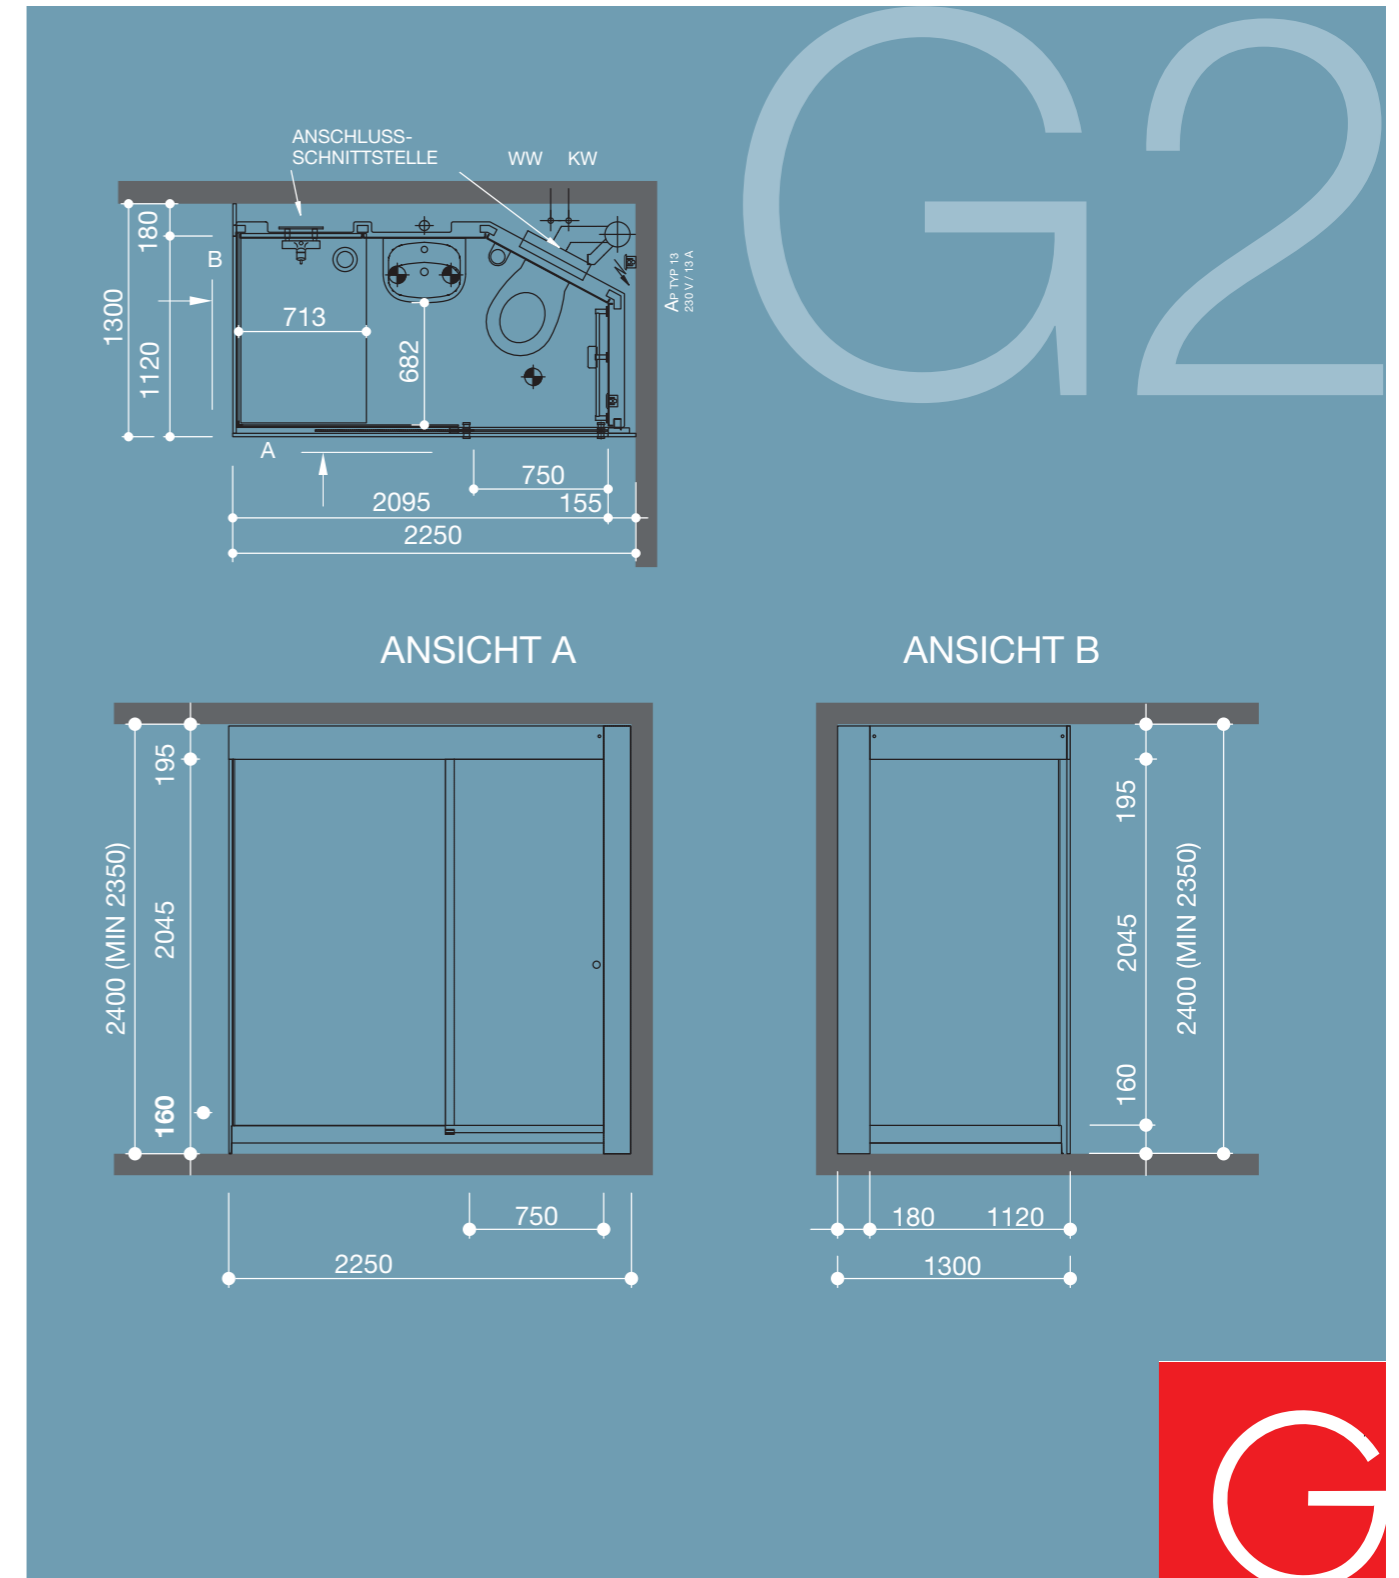 G2
ANSCHLUSS-
SCHNITTSTELLE
WW KW
180
B
1300
1120
713
682
AP TYP 13
230 V / 13 A
A
750
2095 155
2250
ANSICHT A
ANSICHT B
195
2400 (MIN 2350)
2045
160
750
2250
195
2045
2400 (MIN 2350)
160
180 1120
1300
G